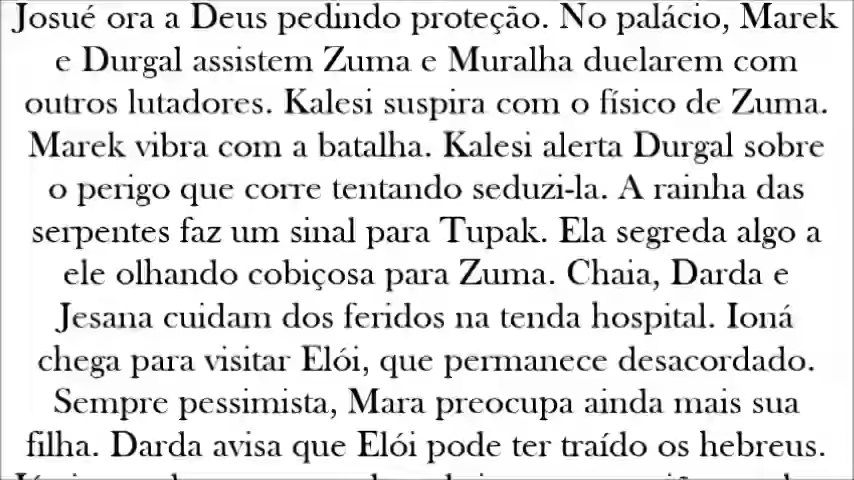 Josué ora a Deus pedindo proteção. No palácio, Marek
e Durgal assistem Zuma e Muralha duelarem com
outros lutadores. Kalesi suspira com o físico de Zuma.
Marek vibra com a batalha. Kalesi alerta Durgal sobre
o perigo que corre tentando seduzi-la. A rainha das
serpentes faz um sinal para Tupak. Ela segreda algo a
ele olhando cobiçosa para Zuma. Chaia, Darda e
Jesana cuidam dos feridos na tenda hospital. Ioná
chega para visitar Elói, que permanece desacordado.
Sempre pessimista, Mara preocupa ainda mais sua
filha. Darda avisa que Elói pode ter traído os hebreus.